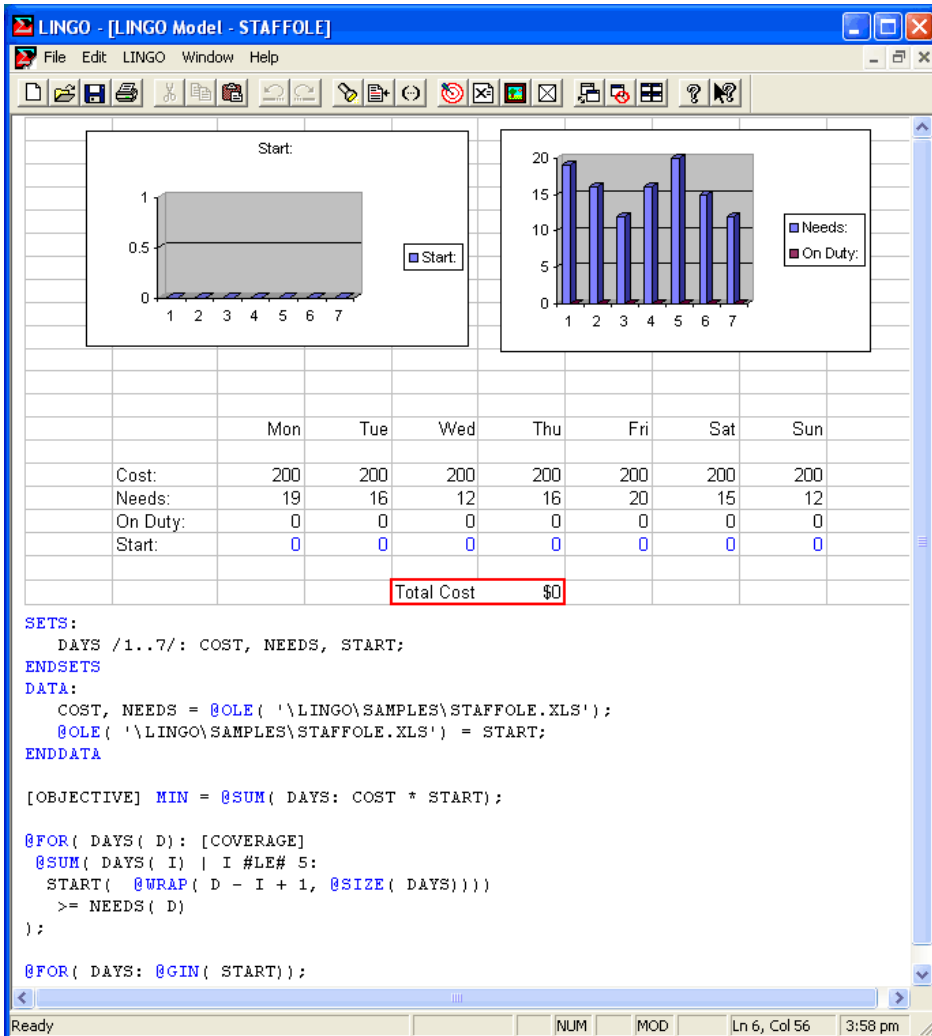 LINGO - [LINGO Model - STAFFOLE]
File Edit LINGO Window Help
Start:
1
0.5
0
1 2 3 4 5 6 7
Start:
20
15
10
5
0
1 2 3 4 5 6 7
Needs:
On Duty:
Mon Tue Wed Thu Fri Sat Sun
Cost: 200 200 200 200 200 200 200
Needs: 19 16 12 16 20 15 12
On Duty: 0 0 0 0 0 0 0
Start: 0 0 0 0 0 0 0
Total Cost $0
SETS:
DAYS /1..7/: COST, NEEDS, START;
ENDSETS
DATA:
COST, NEEDS = @OLE( '\LINGO\SAMPLES\STAFFOLE.XLS');
@OLE( '\LINGO\SAMPLES\STAFFOLE.XLS') = START;
ENDDATA
[OBJECTIVE] MIN = @SUM( DAYS: COST * START);
@FOR( DAYS( D): [COVERAGE]
@SUM( DAYS( I) | I #LE# 5:
START( @WRAP( D - I + 1, @SIZE( DAYS))))
>= NEEDS( D)
);
@FOR( DAYS: @GIN( START));
Ready NUM MOD Ln 6, Col 56 3:58 pm